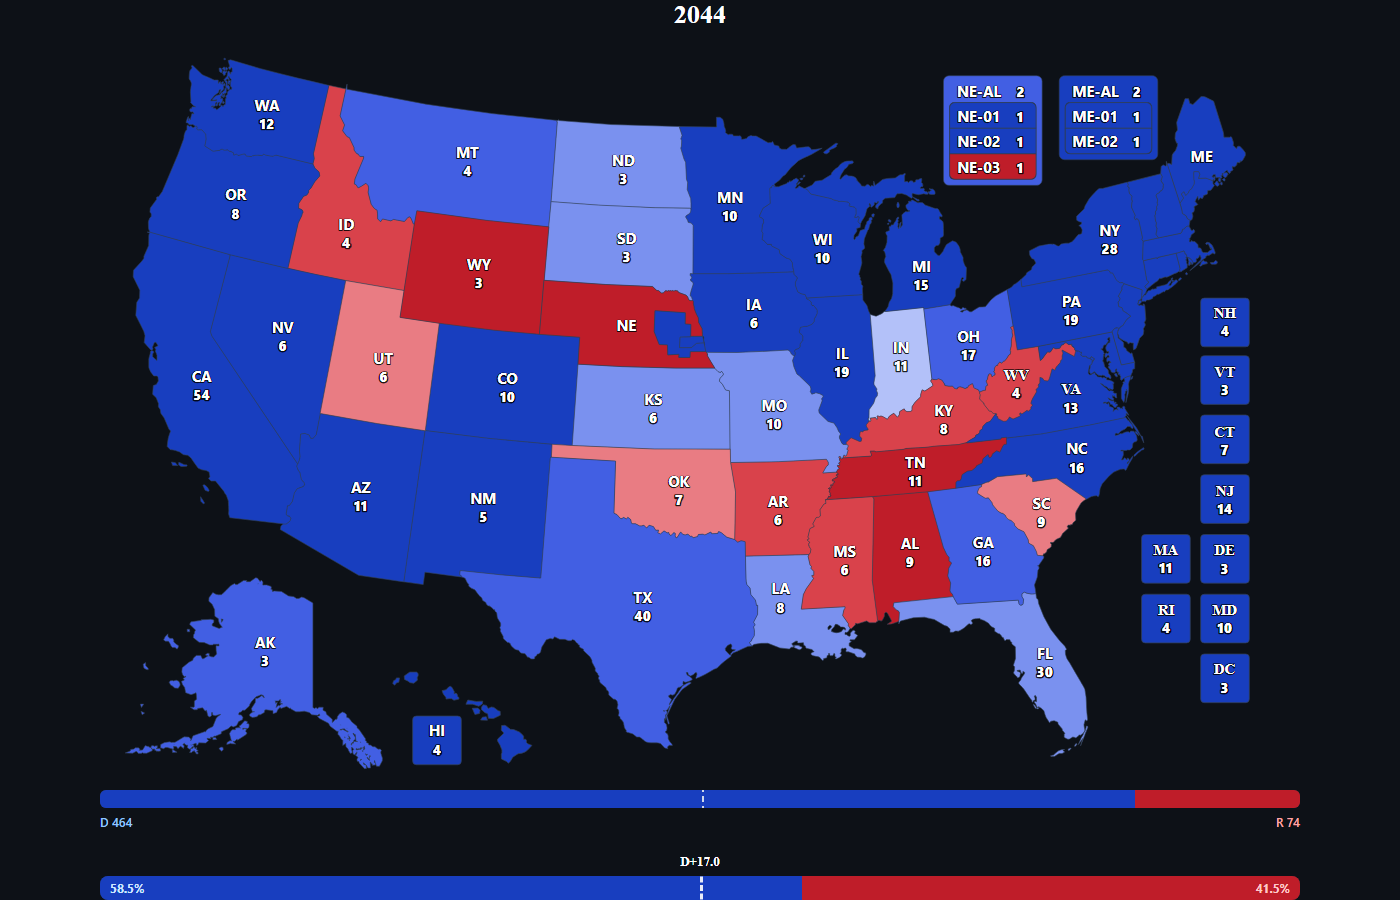 2044
WA
12
OR
8
CA
54
NV
6
ID
4
MT
4
WY
3
UT
6
AZ
11
CO
10
NM
5
ND
3
SD
3
NE
KS
6
OK
7
TX
40
MN
10
IA
6
MO
10
AR
6
LA
8
WI
10
IL
19
MI
15
IN
11
OH
17
KY
8
TN
11
MS
6
AL
9
GA
16
FL
30
SC
9
NC
16
VA
13
WV
4
PA
19
NY
28
ME
AK
3
HI
4
NE-AL 2
NE-01 1
NE-02 1
NE-03 1
ME-AL 2
ME-01 1
ME-02 1
NH
4
VT
3
CT
7
NJ
14
MA
11
DE
3
RI
4
MD
10
DC
3
D 464
R 74
D+17.0
58.5%
41.5%